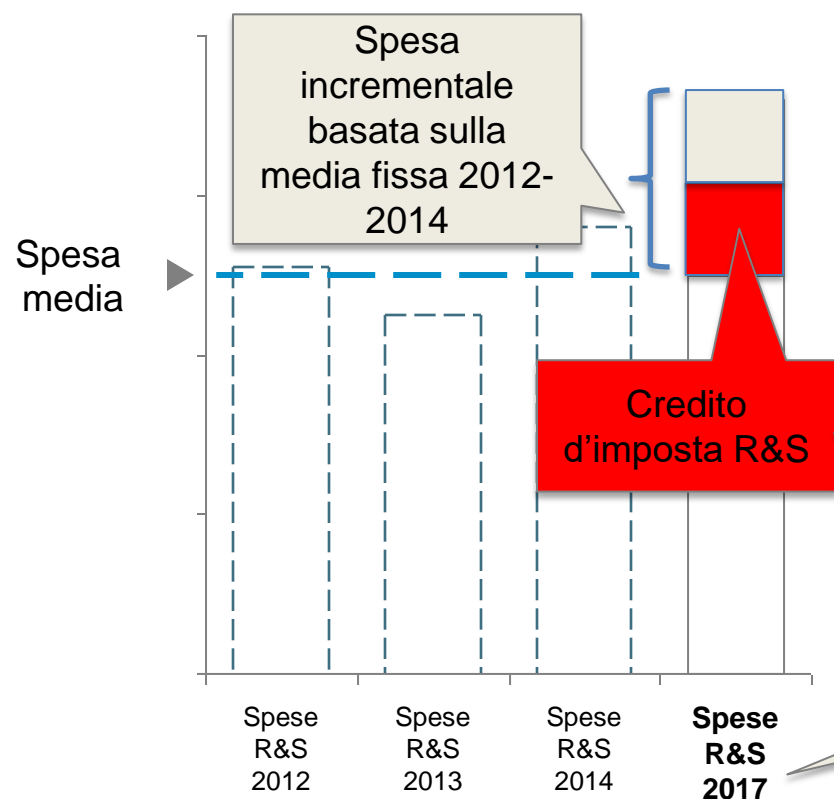 Spesa
incrementale
basata sulla
media fissa 2012-
2014
Spesa
media
Credito
d’imposta R&S
Spese
R&S
2012
Spese
R&S
2013
Spese
R&S
2014
Spese
R&S
2017